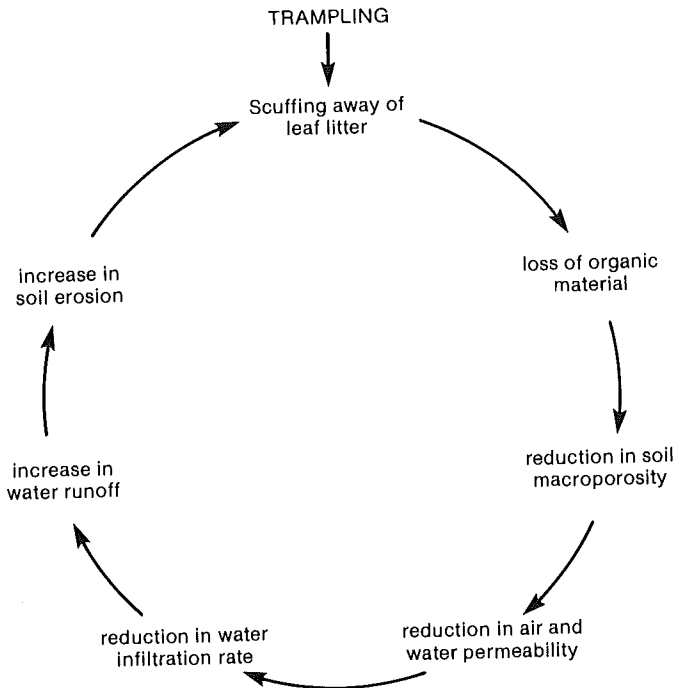 TRAMPLING
Scuffing away of
leaf litter
loss of organic
material
reduction in soil
macroporosity
reduction in air and
water permeability
reduction in water
infiltration rate
increase in
water runoff
increase in
soil erosion